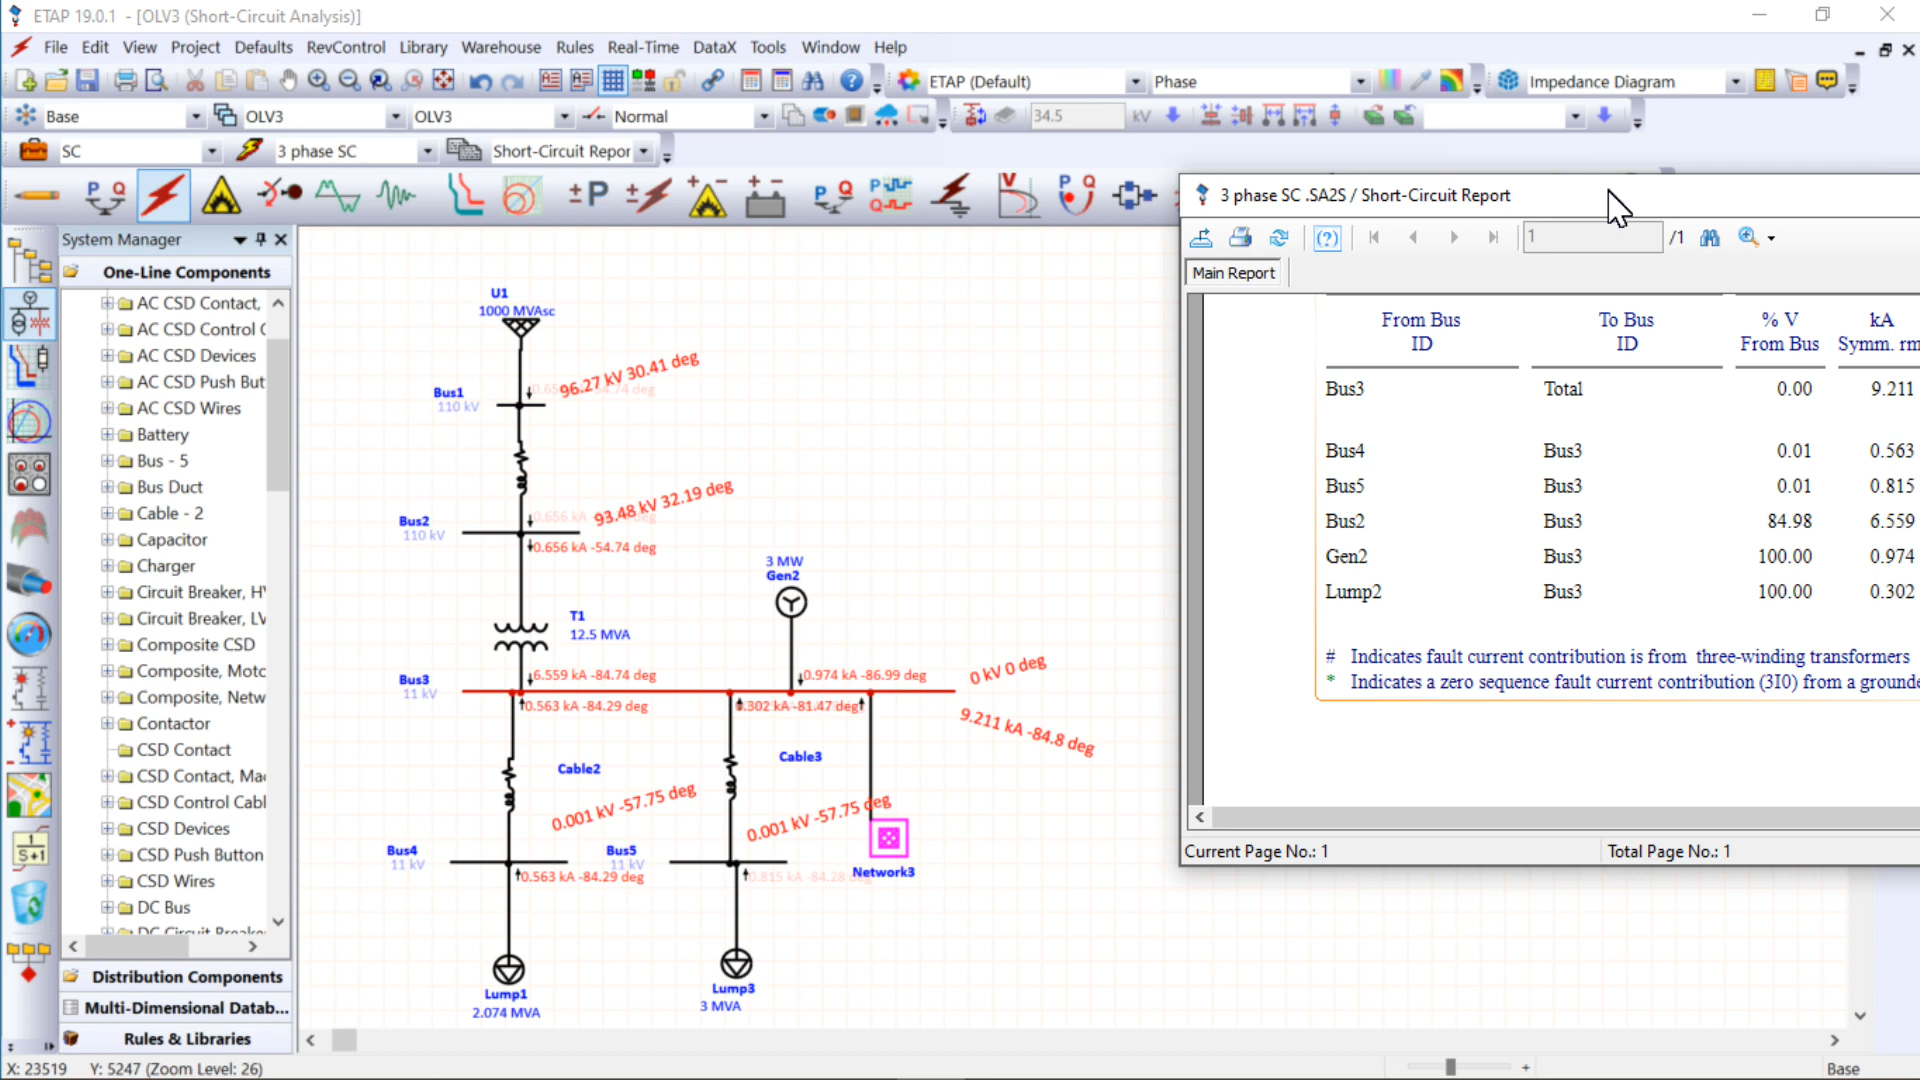 ETAP 19.0.1 - [OLV3 (Short-Circuit Analysis)]
File Edit View Project Defaults RevControl Library Warehouse Rules Real-Time DataX Tools Window Help
ETAP (Default) Phase Impedance Diagram
Base OLV3 OLV3 Normal 34.5 kV
SC 3 phase SC Short-Circuit Repor
System Manager
One-Line Components
AC CSD Contact,
AC CSD Control C
AC CSD Devices
AC CSD Push But
AC CSD Wires
Battery
Bus - 5
Bus Duct
Cable - 2
Capacitor
Charger
Circuit Breaker, H
Circuit Breaker, LV
Composite CSD
Composite, Motc
Composite, Netw
Contactor
CSD Contact
CSD Contact, Ma
CSD Control Cabl
CSD Devices
CSD Push Button
CSD Wires
DC Bus
DC Circuit Breake
Distribution Components
Multi-Dimensional Datab...
Rules & Libraries
U1
1000 MVAsc
Bus1
110 kV
96.27 kV 30.41 deg
Bus2
110 kV
0.656 kA
93.48 kV 32.19 deg
0.656 kA -54.74 deg
T1
12.5 MVA
3 MW
Gen2
Bus3
11 kV
6.559 kA -84.74 deg
0.974 kA -86.99 deg
0 kV 0 deg
0.563 kA -84.29 deg
0.302 kA -81.47 deg
9.211 kA -84.8 deg
Cable2
Cable3
0.001 kV -57.75 deg
0.001 kV -57.75 deg
Bus4
11 kV
Bus5
11 kV
0.563 kA -84.29 deg
0.815 kA -84.28 deg
Network3
Lump1
2.074 MVA
Lump3
3 MVA
3 phase SC .SA2S / Short-Circuit Report
1 /1
Main Report
From Bus To Bus % V kA
ID ID From Bus Symm. rm
Bus3 Total 0.00 9.211
Bus4 Bus3 0.01 0.563
Bus5 Bus3 0.01 0.815
Bus2 Bus3 84.98 6.559
Gen2 Bus3 100.00 0.974
Lump2 Bus3 100.00 0.302
# Indicates fault current contribution is from three-winding transformers
* Indicates a zero sequence fault current contribution (3I0) from a grounde
Current Page No.: 1 Total Page No.: 1
X: 23519 Y: 5247 (Zoom Level: 26) Base